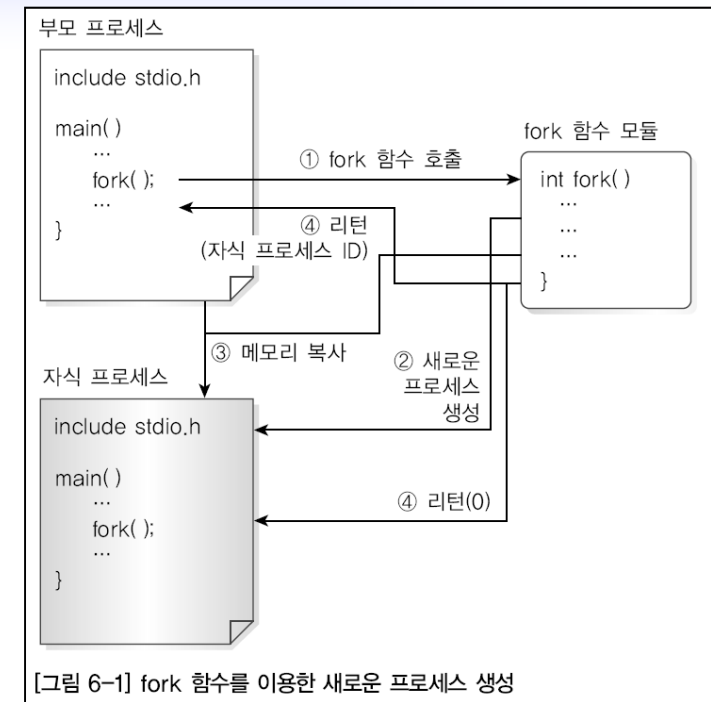 부모 프로세스
include stdio.h
main( )
...
fork( );
...
}
① fork 함수 호출
④ 리턴
(자식 프로세스 ID)
fork 함수 모듈
int fork( )
...
...
...
}
③ 메모리 복사
② 새로운
프로세스
생성
자식 프로세스
include stdio.h
main( )
...
fork( );
...
}
④ 리턴(0)
[그림 6-1] fork 함수를 이용한 새로운 프로세스 생성